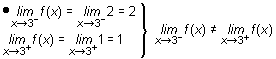 • lim x→3⁻ f(x) = lim x→3⁻ 2 = 2
lim x→3⁺ f(x) = lim x→3⁺ 1 = 1
} lim x→3⁻ f(x) ≠ lim x→3⁺ f(x)